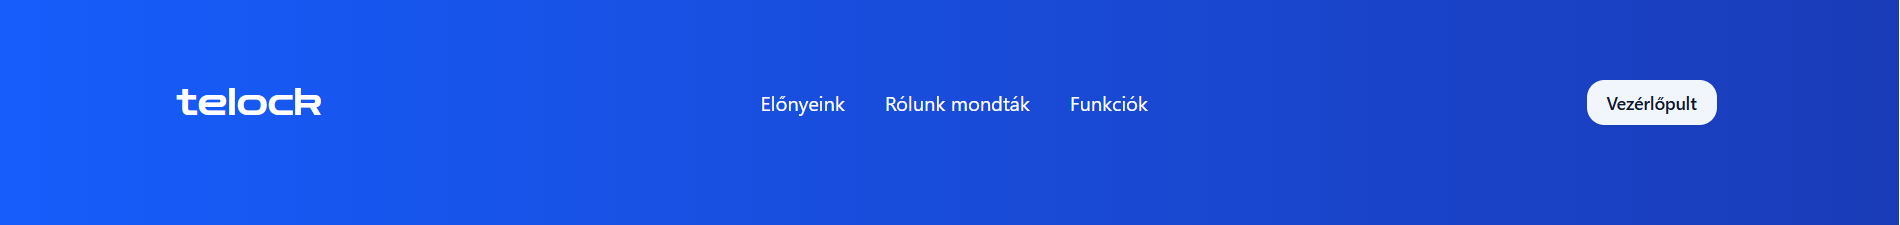 telock
Előnyeink
Rólunk mondták
Funkciók
Vezérlőpult